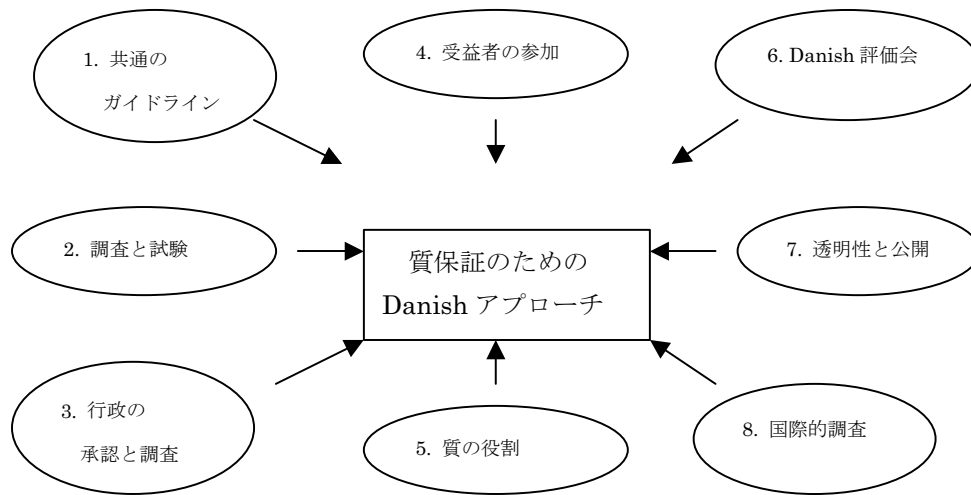 1. 共通の
ガイドライン
2. 調査と試験
3. 行政の
承認と調査
4. 受益者の参加
5. 質の役割
6. Danish 評価会
7. 透明性と公開
8. 国際的調査
質保証のための
Danish アプローチ